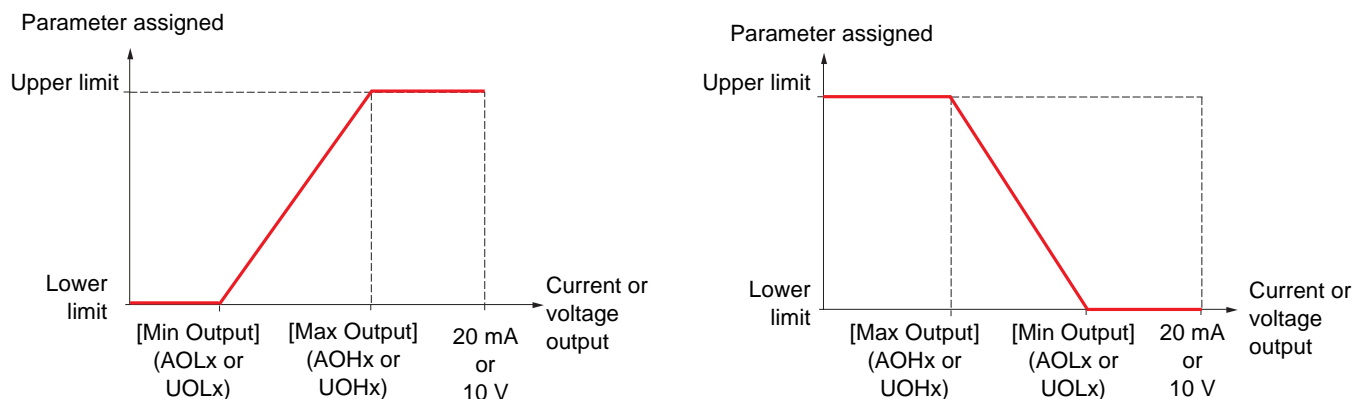 Parameter assigned
Upper limit
Lower
limit
[Min Output]
(AOLx or
UOLx)
[Max Output]
(AOHx or
UOHx)
20 mA
or
10 V
Current or
voltage
output
Parameter assigned
Upper limit
Lower
limit
[Max Output]
(AOHx or
UOHx)
[Min Output]
(AOLx or
UOLx)
20 mA
or
10 V
Current or
voltage
output